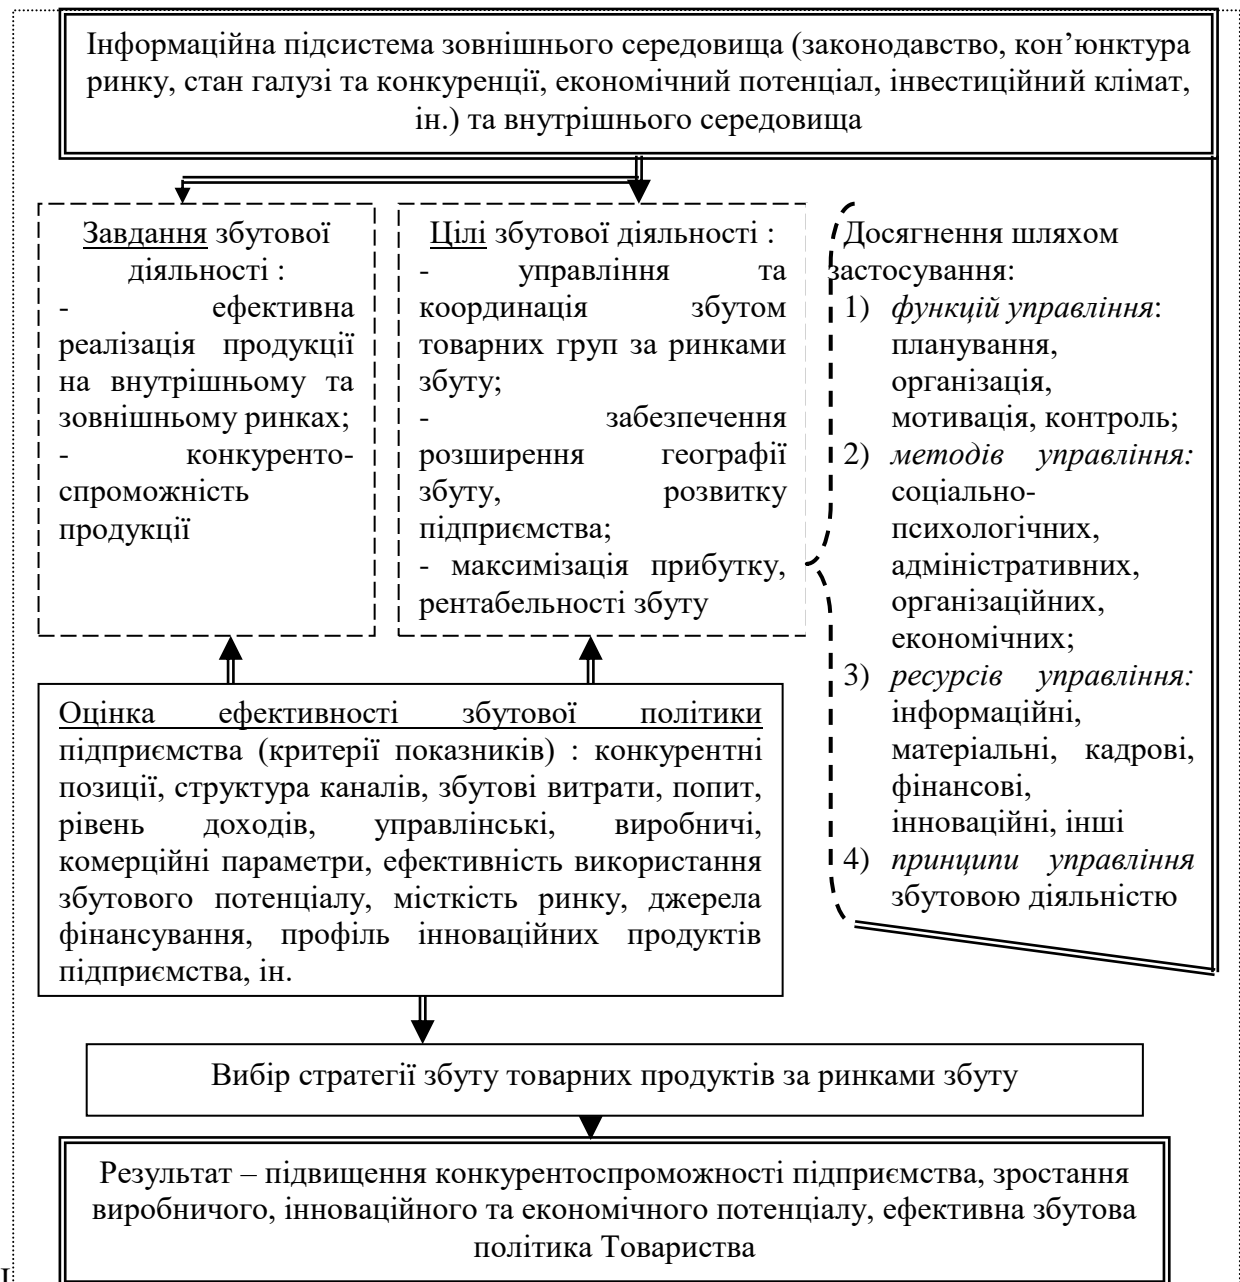 Інформаційна підсистема зовнішнього середовища (законодавство, кон’юнктура
ринку, стан галузі та конкуренції, економічний потенціал, інвестиційний клімат,
ін.) та внутрішнього середовища
Завдання збутової
діяльності :
- ефективна
реалізація продукції
на внутрішньому та
зовнішньому ринках;
- конкуренто-
спроможність
продукції
Цілі збутової діяльності :
- управління та
координація збутом
товарних груп за ринками
збуту;
- забезпечення
розширення географії
збуту, розвитку
підприємства;
- максимізація прибутку,
рентабельності збуту
Досягнення шляхом
застосування:
1) функцій управління:
планування,
організація,
мотивація, контроль;
2) методів управління:
соціально-
психологічних,
адміністративних,
організаційних,
економічних;
3) ресурсів управління:
інформаційні,
матеріальні, кадрові,
фінансові,
інноваційні, інші
4) принципи управління
збутовою діяльністю
Оцінка ефективності збутової політики
підприємства (критерії показників) : конкурентні
позиції, структура каналів, збутові витрати, попит,
рівень доходів, управлінські, виробничі,
комерційні параметри, ефективність використання
збутового потенціалу, місткість ринку, джерела
фінансування, профіль інноваційних продуктів
підприємства, ін.
Вибір стратегії збуту товарних продуктів за ринками збуту
Результат – підвищення конкурентоспроможності підприємства, зростання
виробничого, інноваційного та економічного потенціалу, ефективна збутова
політика Товариства